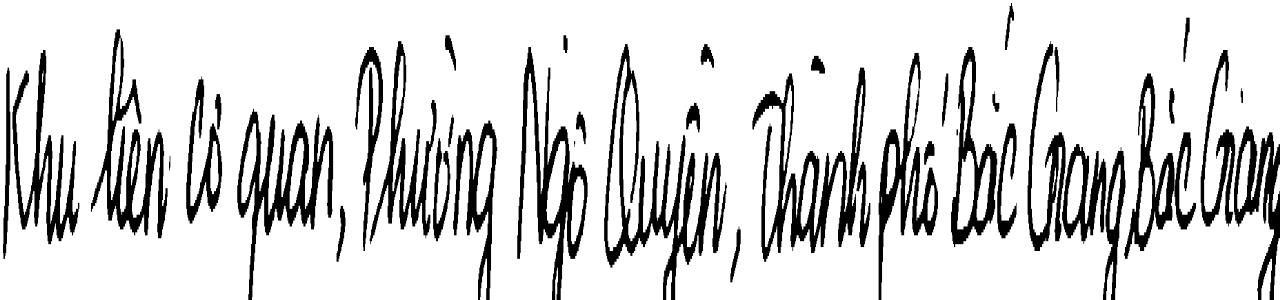 Khu liên cơ quan, Phường Ngô Quyền, Thành phố Bắc Giang, Bắc Giang